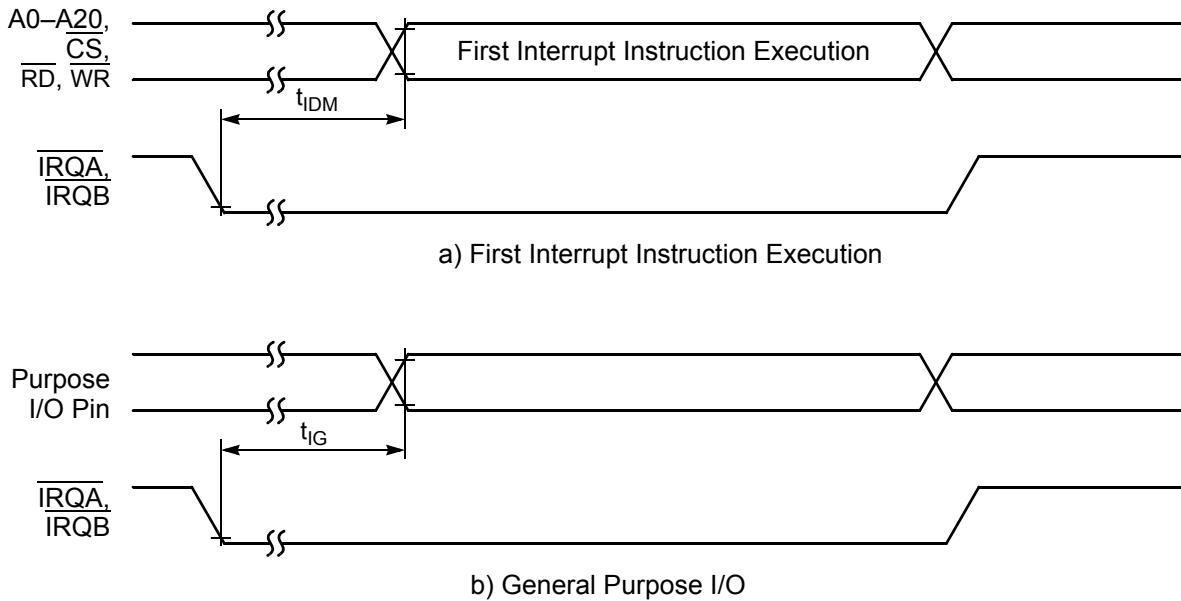 A0–A20,
CS,
RD, WR
First Interrupt Instruction Execution
tIDM
IRQA,
IRQB
a) First Interrupt Instruction Execution
Purpose
I/O Pin
tIG
IRQA,
IRQB
b) General Purpose I/O